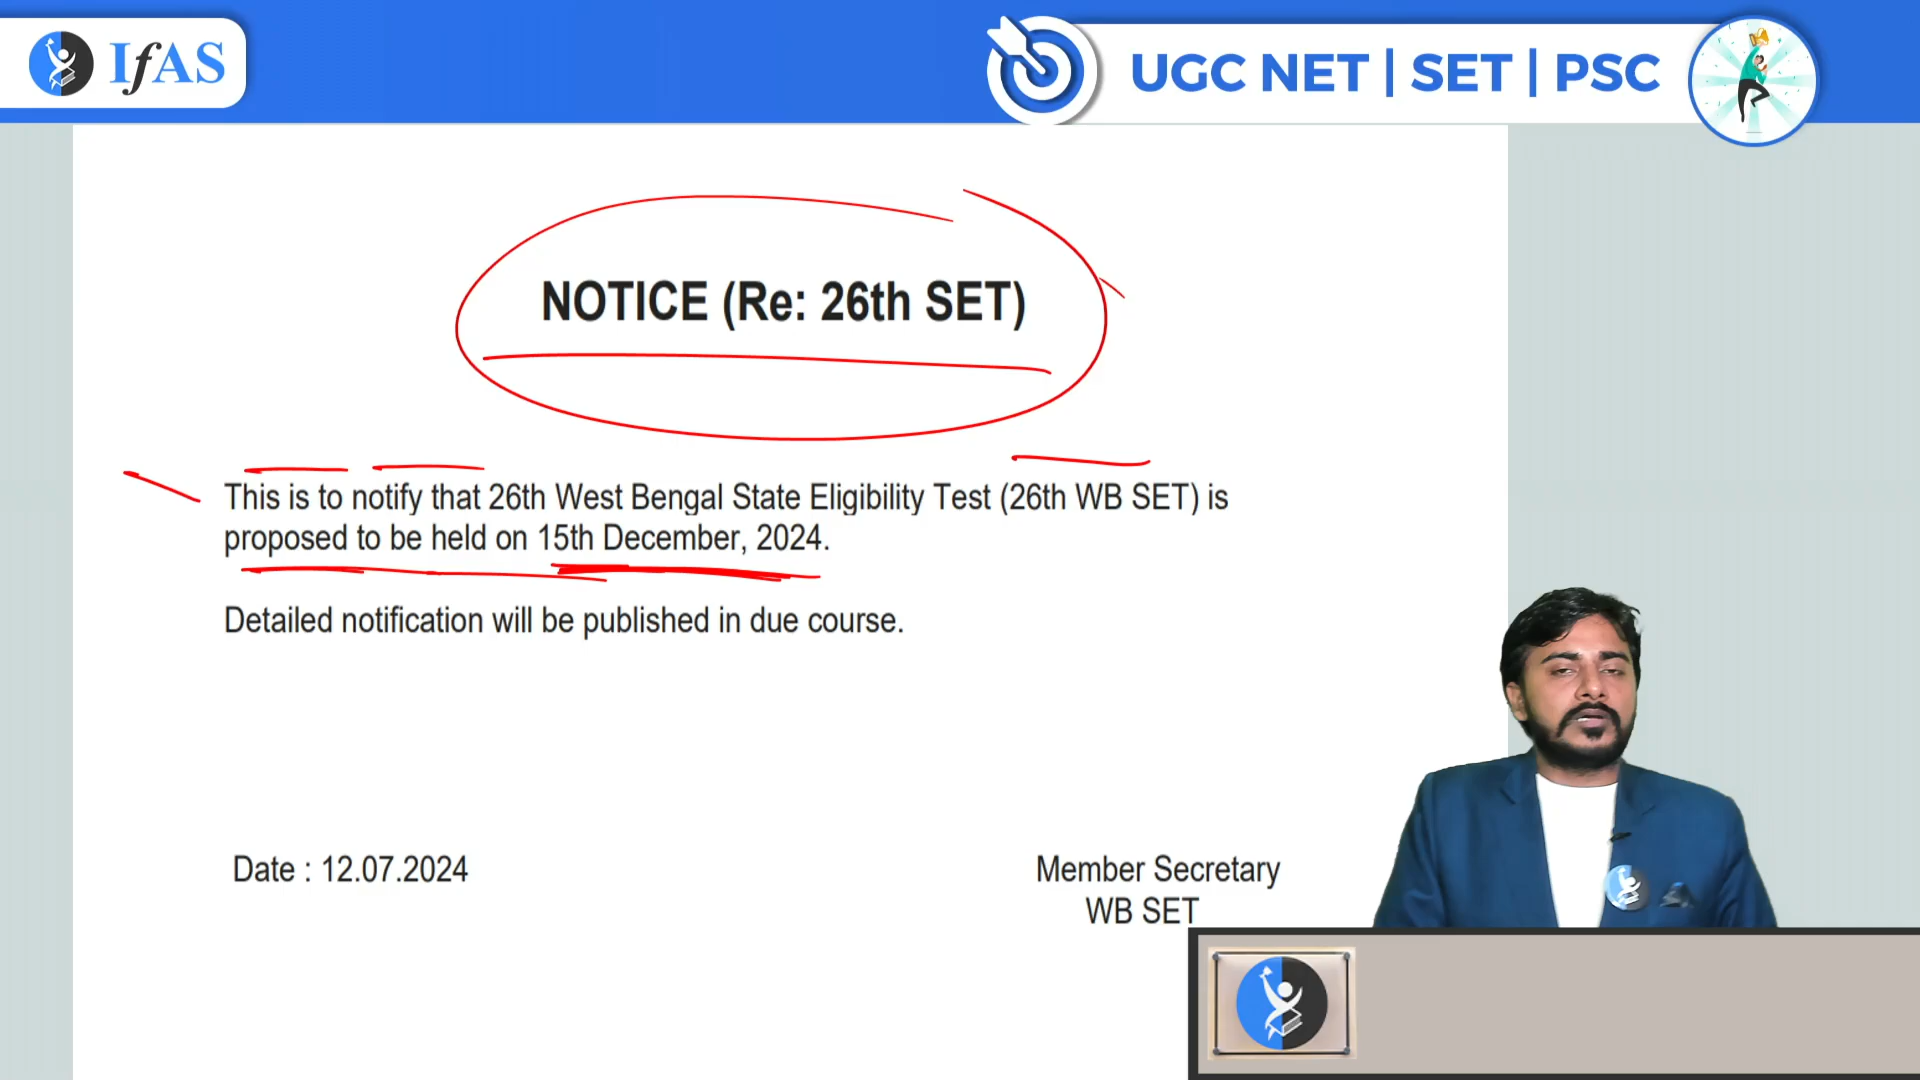 IfAS
UGC NET | SET | PSC
NOTICE (Re: 26th SET)
This is to notify that 26th West Bengal State Eligibility Test (26th WB SET) is
proposed to be held on 15th December, 2024.
Detailed notification will be published in due course.
Date : 12.07.2024
Member Secretary
WB SET